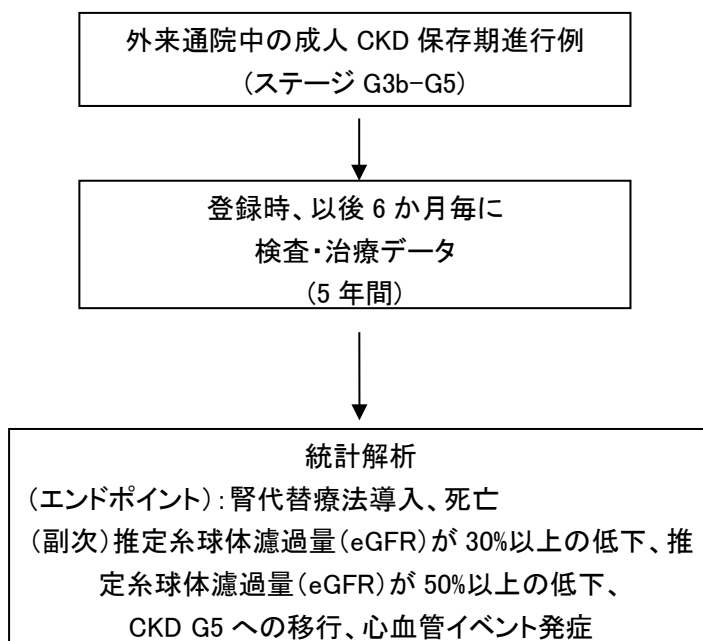 外来通院中の成人 CKD 保存期進行例
(ステージ G3b-G5)
登録時、以後 6 か月毎に
検査・治療データ
(5 年間)
統計解析
(エンドポイント):腎代替療法導入、死亡
(副次)推定糸球体濾過量(eGFR)が 30%以上の低下、推
定糸球体濾過量(eGFR)が 50%以上の低下、
CKD G5 への移行、心血管イベント発症